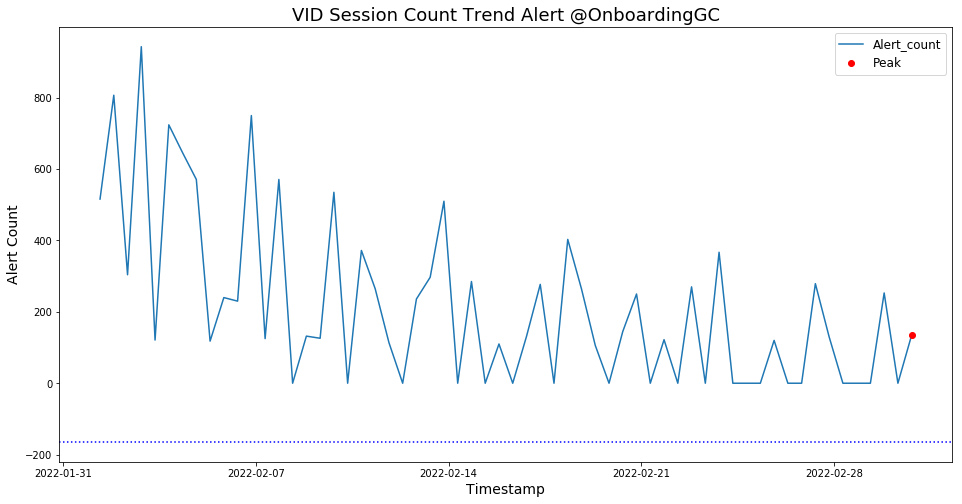 VID Session Count Trend Alert @OnboardingGC
Alert_count
Peak
Alert Count
800
600
400
200
0
−200
2022-01-31
2022-02-07
2022-02-14
2022-02-21
2022-02-28
Timestamp